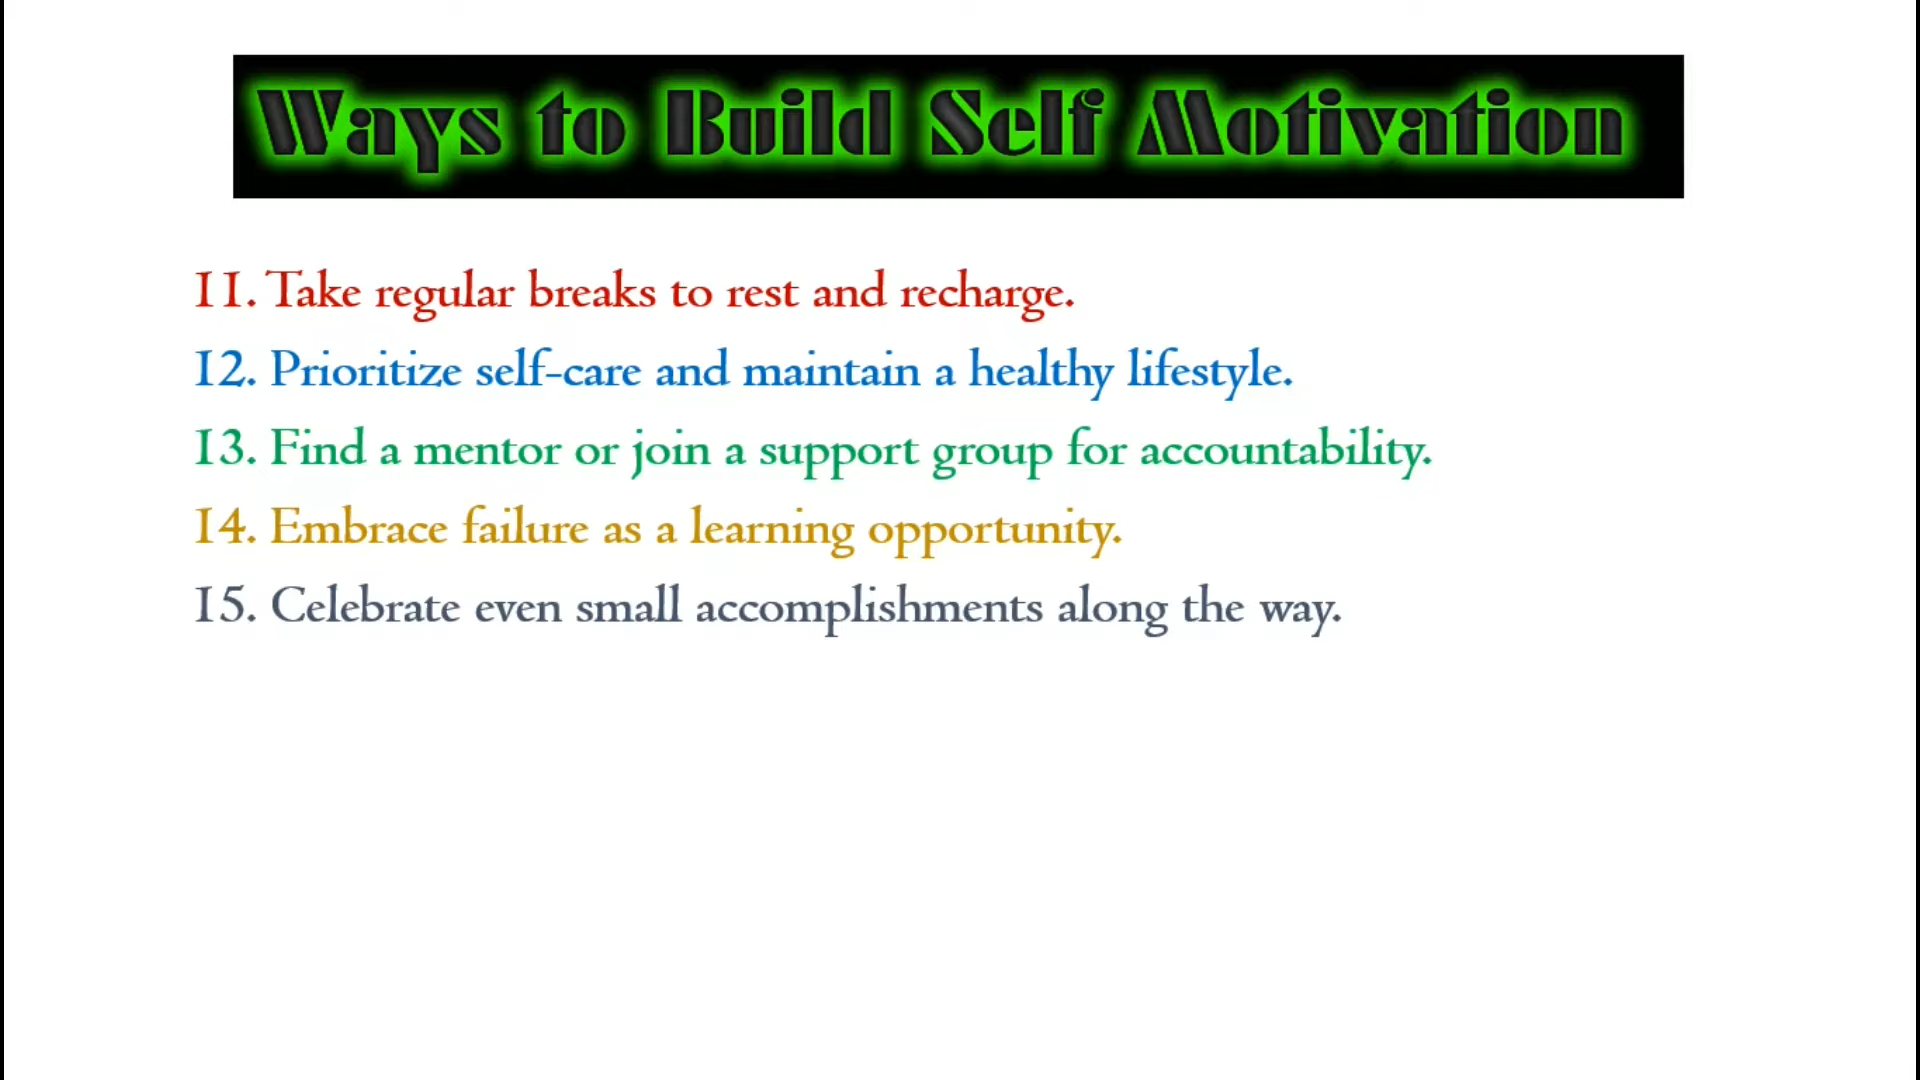 Ways to Build Self Motivation
11. Take regular breaks to rest and recharge.
12. Prioritize self-care and maintain a healthy lifestyle.
13. Find a mentor or join a support group for accountability.
14. Embrace failure as a learning opportunity.
15. Celebrate even small accomplishments along the way.